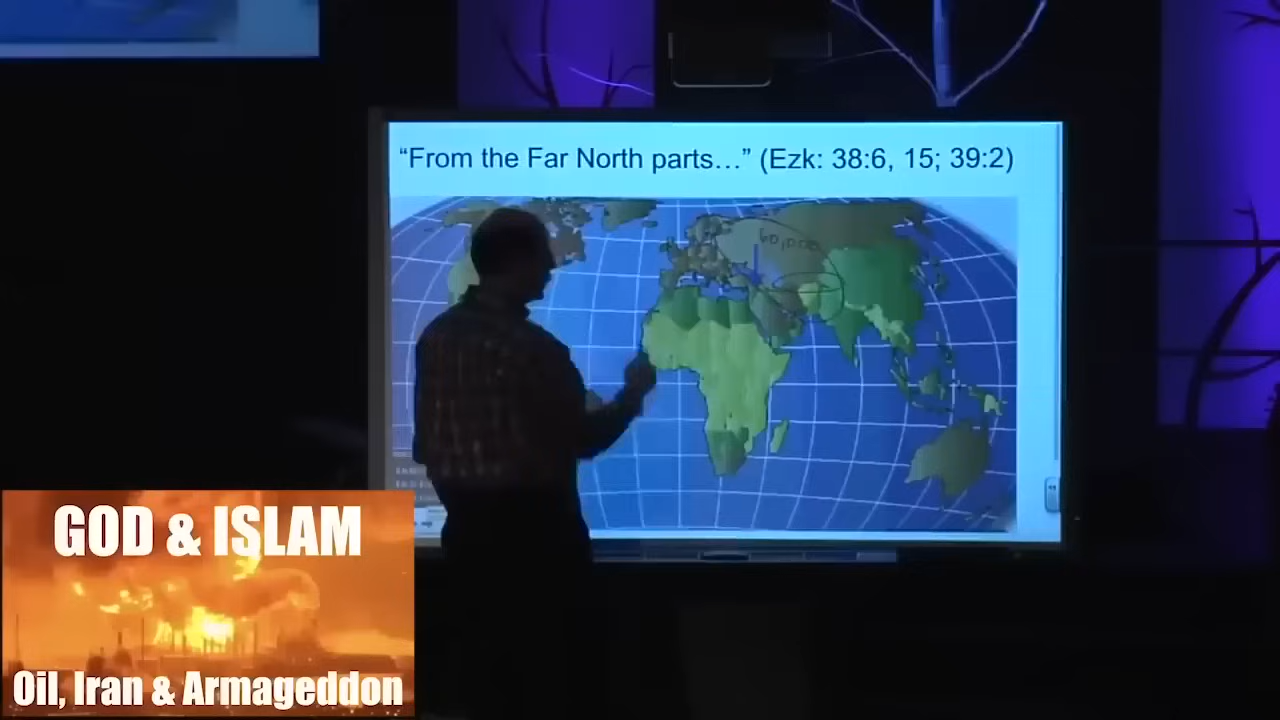 “From the Far North parts…” (Ezk: 38:6, 15; 39:2)
GOD & ISLAM
Oil, Iran & Armageddon